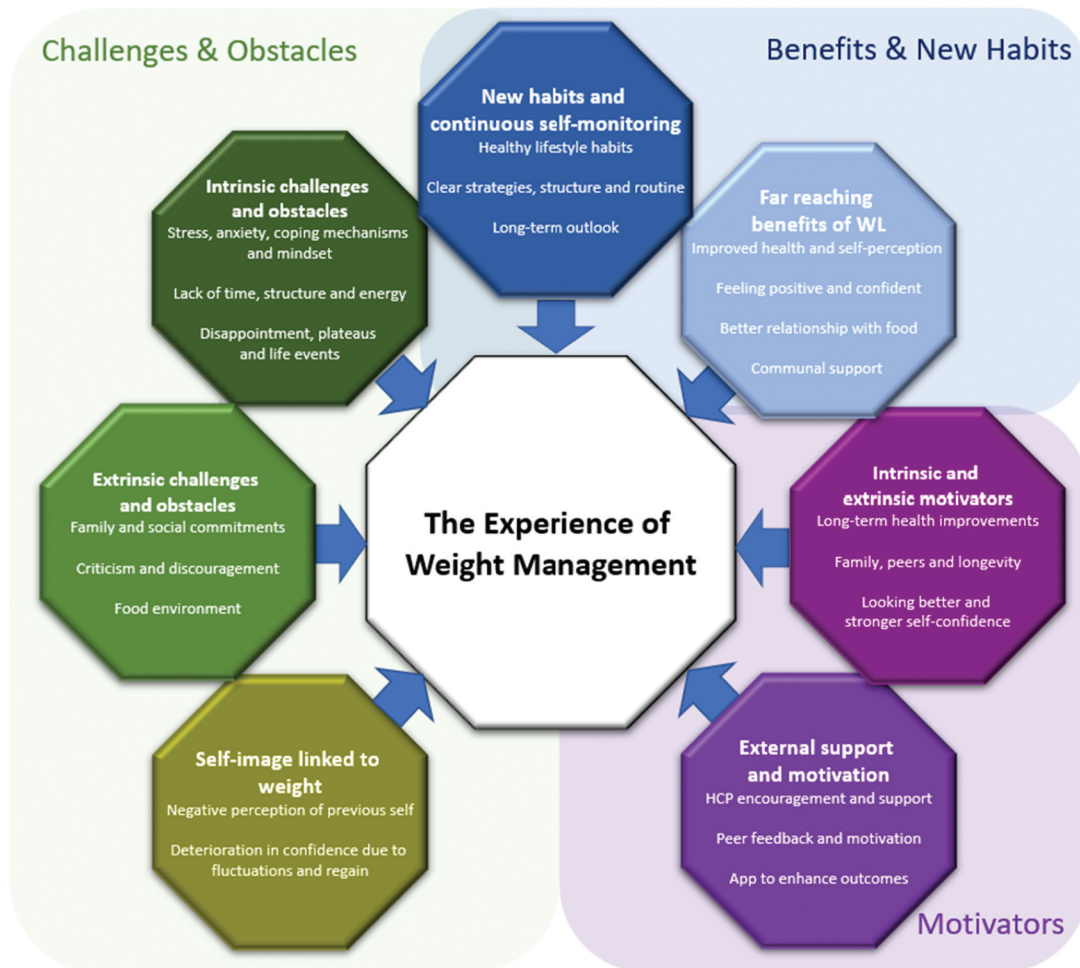 Challenges & Obstacles
Benefits & New Habits
New habits and
continuous self-monitoring
Healthy lifestyle habits
Clear strategies, structure and routine
Long-term outlook
Intrinsic challenges
and obstacles
Stress, anxiety, coping mechanisms
and mindset
Lack of time, structure and energy
Disappointment, plateaus
and life events
Far reaching
benefits of WL
Improved health and self-perception
Feeling positive and confident
Better relationship with food
Communal support
Extrinsic challenges
and obstacles
Family and social commitments
Criticism and discouragement
Food environment
The Experience of
Weight Management
Intrinsic and
extrinsic motivators
Long-term health improvements
Family, peers and longevity
Looking better and
stronger self-confidence
Self-image linked to
weight
Negative perception of previous self
Deterioration in confidence due to
fluctuations and regain
External support
and motivation
HCP encouragement and support
Peer feedback and motivation
App to enhance outcomes
Motivators